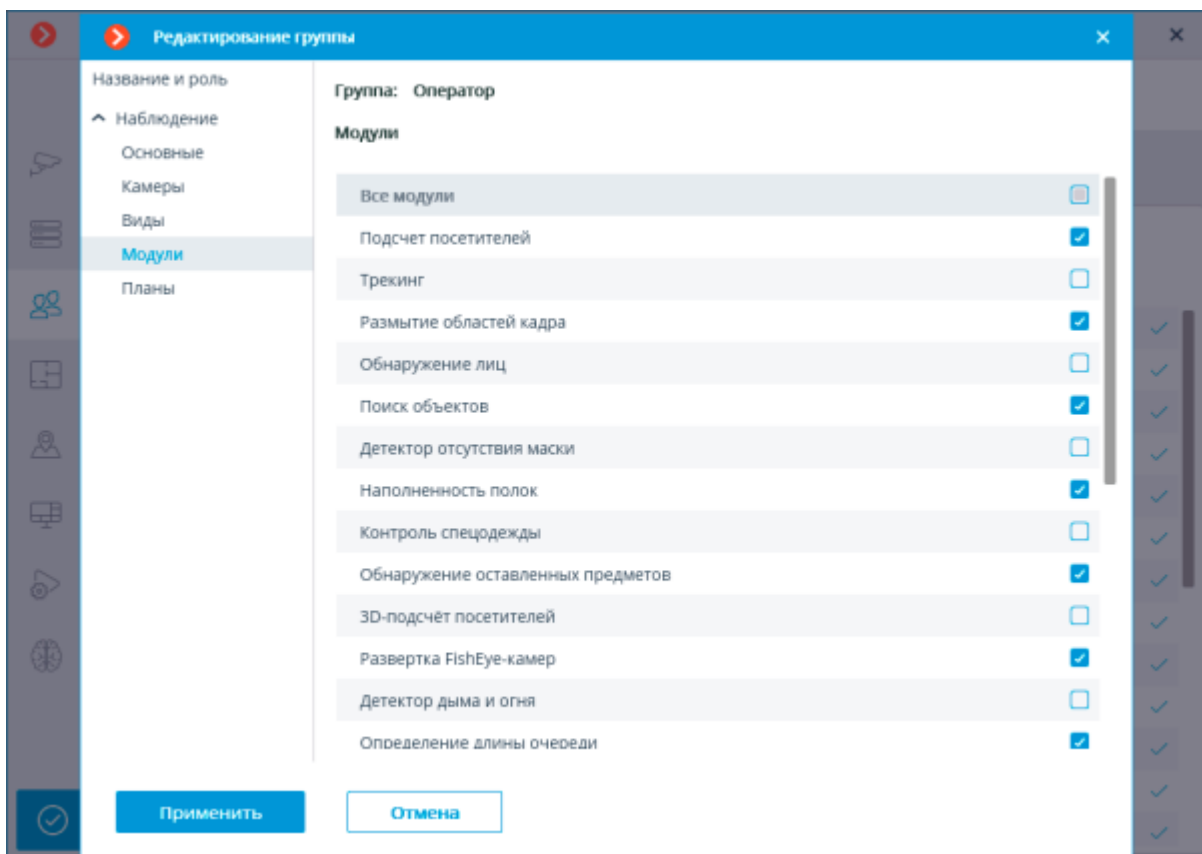 Редактирование группы
Название и роль
Наблюдение
Основные
Камеры
Виды
Модули
Планы
Группа: Оператор
Модули
Все модули
Подсчет посетителей
Трекинг
Размытие областей кадра
Обнаружение лиц
Поиск объектов
Детектор отсутствия маски
Наполненность полок
Контроль спецодежды
Обнаружение оставленных предметов
3D-подсчёт посетителей
Развертка FishEye-камер
Детектор дыма и огня
Определение длины очереди
Применить
Отмена